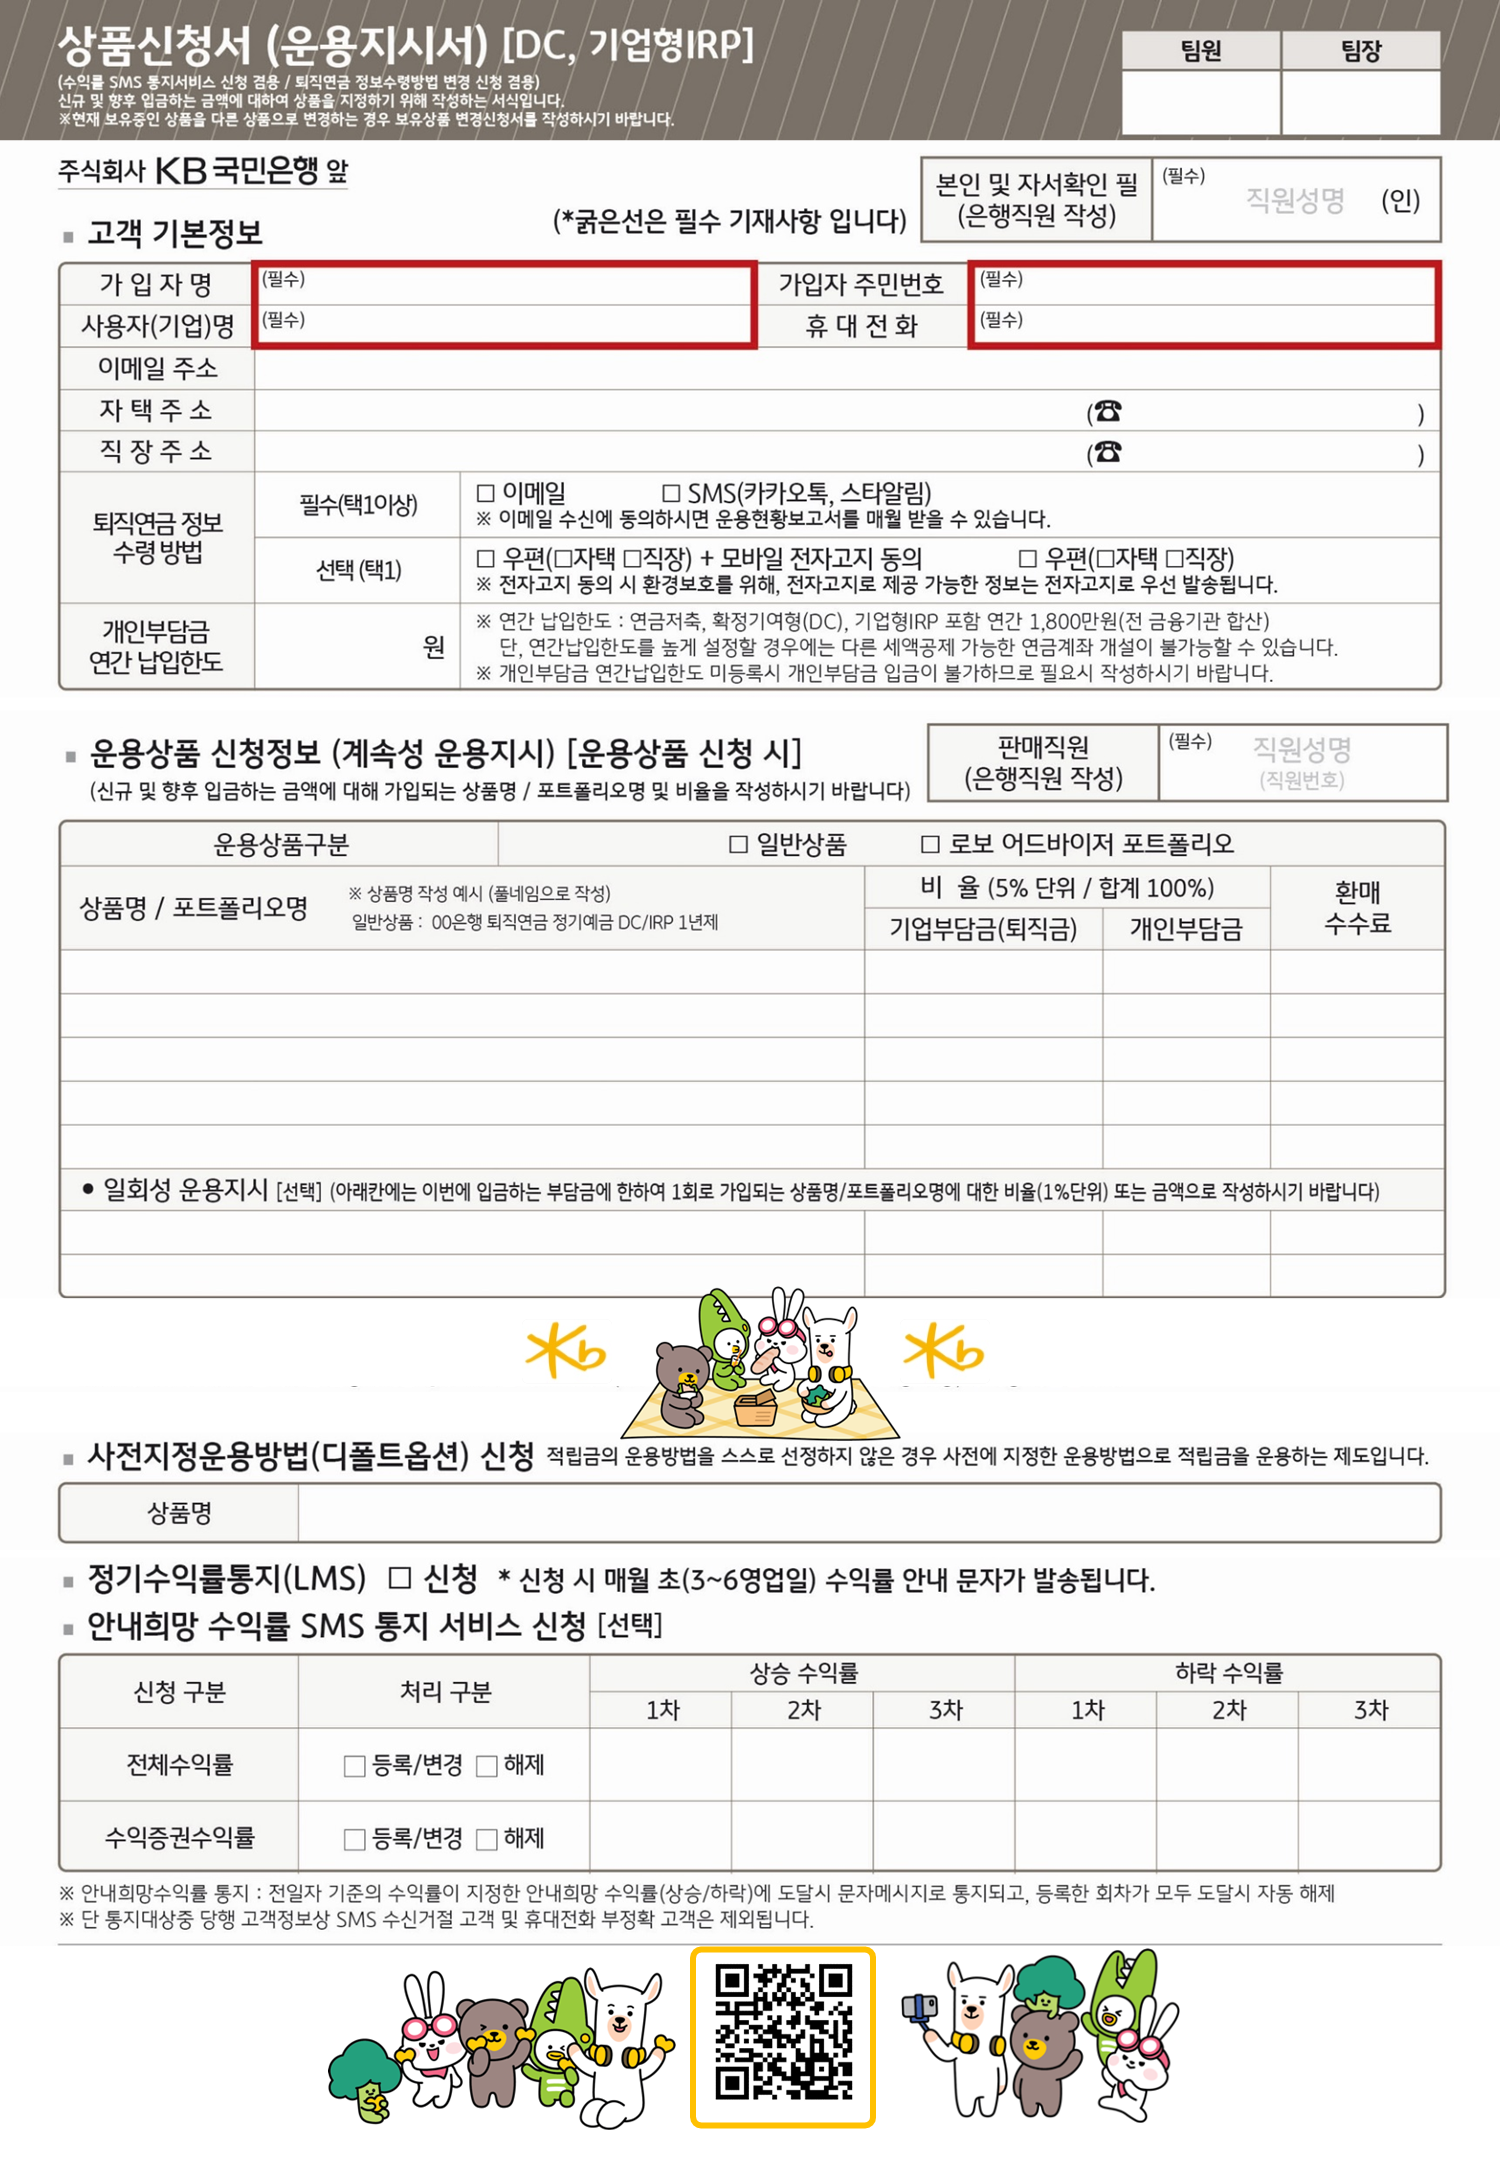 상품신청서 (운용지시서) [DC, 기업형IRP]
(수익률 SMS 통지서비스 신청 겸용 / 퇴직연금 정보수령방법 변경 신청 겸용)
신규 및 향후 입금하는 금액에 대하여 상품을 지정하기 위해 작성하는 서식입니다.
※현재 보유중인 상품을 다른 상품으로 변경하는 경우 보유상품 변경신청서를 작성하시기 바랍니다.
팀원 팀장
주식회사 KB국민은행 앞
본인 및 자서확인 필 (필수) 직원성명 (인)
(은행직원 작성)
■ 고객 기본정보 (*굵은선은 필수 기재사항 입니다)
가 입 자 명 (필수) 가입자 주민번호 (필수)
사용자(기업)명 (필수) 휴 대 전 화 (필수)
이메일 주소
자 택 주 소 (☎ )
직 장 주 소 (☎ )
퇴직연금 정보
수령 방법
필수(택1이상)
□ 이메일 □ SMS(카카오톡, 스타알림)
※ 이메일 수신에 동의하시면 운용현황보고서를 매월 받을 수 있습니다.
선택 (택1)
□ 우편(□자택 □직장) + 모바일 전자고지 동의 □ 우편(□자택 □직장)
※ 전자고지 동의 시 환경보호를 위해, 전자고지로 제공 가능한 정보는 전자고지로 우선 발송됩니다.
개인부담금
연간 납입한도
원
※ 연간 납입한도 : 연금저축, 확정기여형(DC), 기업형IRP 포함 연간 1,800만원(전 금융기관 합산)
단, 연간납입한도를 높게 설정할 경우에는 다른 세액공제 가능한 연금계좌 개설이 불가능할 수 있습니다.
※ 개인부담금 연간납입한도 미등록시 개인부담금 입금이 불가하므로 필요시 작성하시기 바랍니다.
■ 운용상품 신청정보 (계속성 운용지시) [운용상품 신청 시]
(신규 및 향후 입금하는 금액에 대해 가입되는 상품명 / 포트폴리오명 및 비율을 작성하시기 바랍니다)
판매직원 (필수) 직원성명
(은행직원 작성) (직원번호)
운용상품구분 □ 일반상품 □ 로보 어드바이저 포트폴리오
상품명 / 포트폴리오명
※ 상품명 작성 예시 (풀네임으로 작성)
일반상품 : 00은행 퇴직연금 정기예금 DC/IRP 1년제
비 율 (5% 단위 / 합계 100%)
기업부담금(퇴직금) 개인부담금
환매
수수료
● 일회성 운용지시 [선택] (아래칸에는 이번에 입금하는 부담금에 한하여 1회로 가입되는 상품명/포트폴리오명에 대한 비율(1%단위) 또는 금액으로 작성하시기 바랍니다)
Kb Kb
■ 사전지정운용방법(디폴트옵션) 신청 적립금의 운용방법을 스스로 선정하지 않은 경우 사전에 지정한 운용방법으로 적립금을 운용하는 제도입니다.
상품명
■ 정기수익률통지(LMS) □ 신청 * 신청 시 매월 초(3~6영업일) 수익률 안내 문자가 발송됩니다.
■ 안내희망 수익률 SMS 통지 서비스 신청 [선택]
신청 구분 처리 구분 상승 수익률 하락 수익률
1차 2차 3차 1차 2차 3차
전체수익률 □ 등록/변경 □ 해제
수익증권수익률 □ 등록/변경 □ 해제
※ 안내희망수익률 통지 : 전일자 기준의 수익률이 지정한 안내희망 수익률(상승/하락)에 도달시 문자메시지로 통지되고, 등록한 회차가 모두 도달시 자동 해제
※ 단 통지대상중 당행 고객정보상 SMS 수신거절 고객 및 휴대전화 부정확 고객은 제외됩니다.